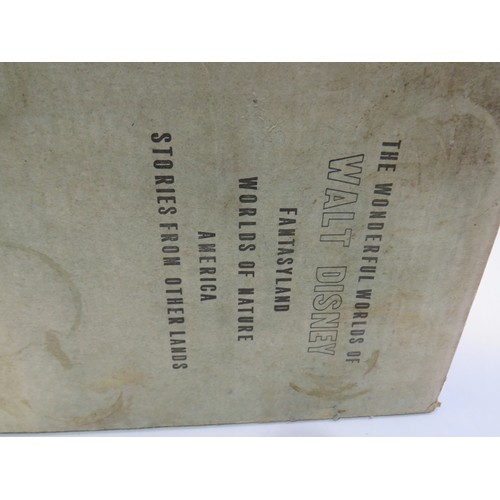 THE WONDERFUL WORLDS OF
WALT DISNEY
FANTASYLAND
WORLDS OF NATURE
AMERICA
STORIES FROM OTHER LANDS